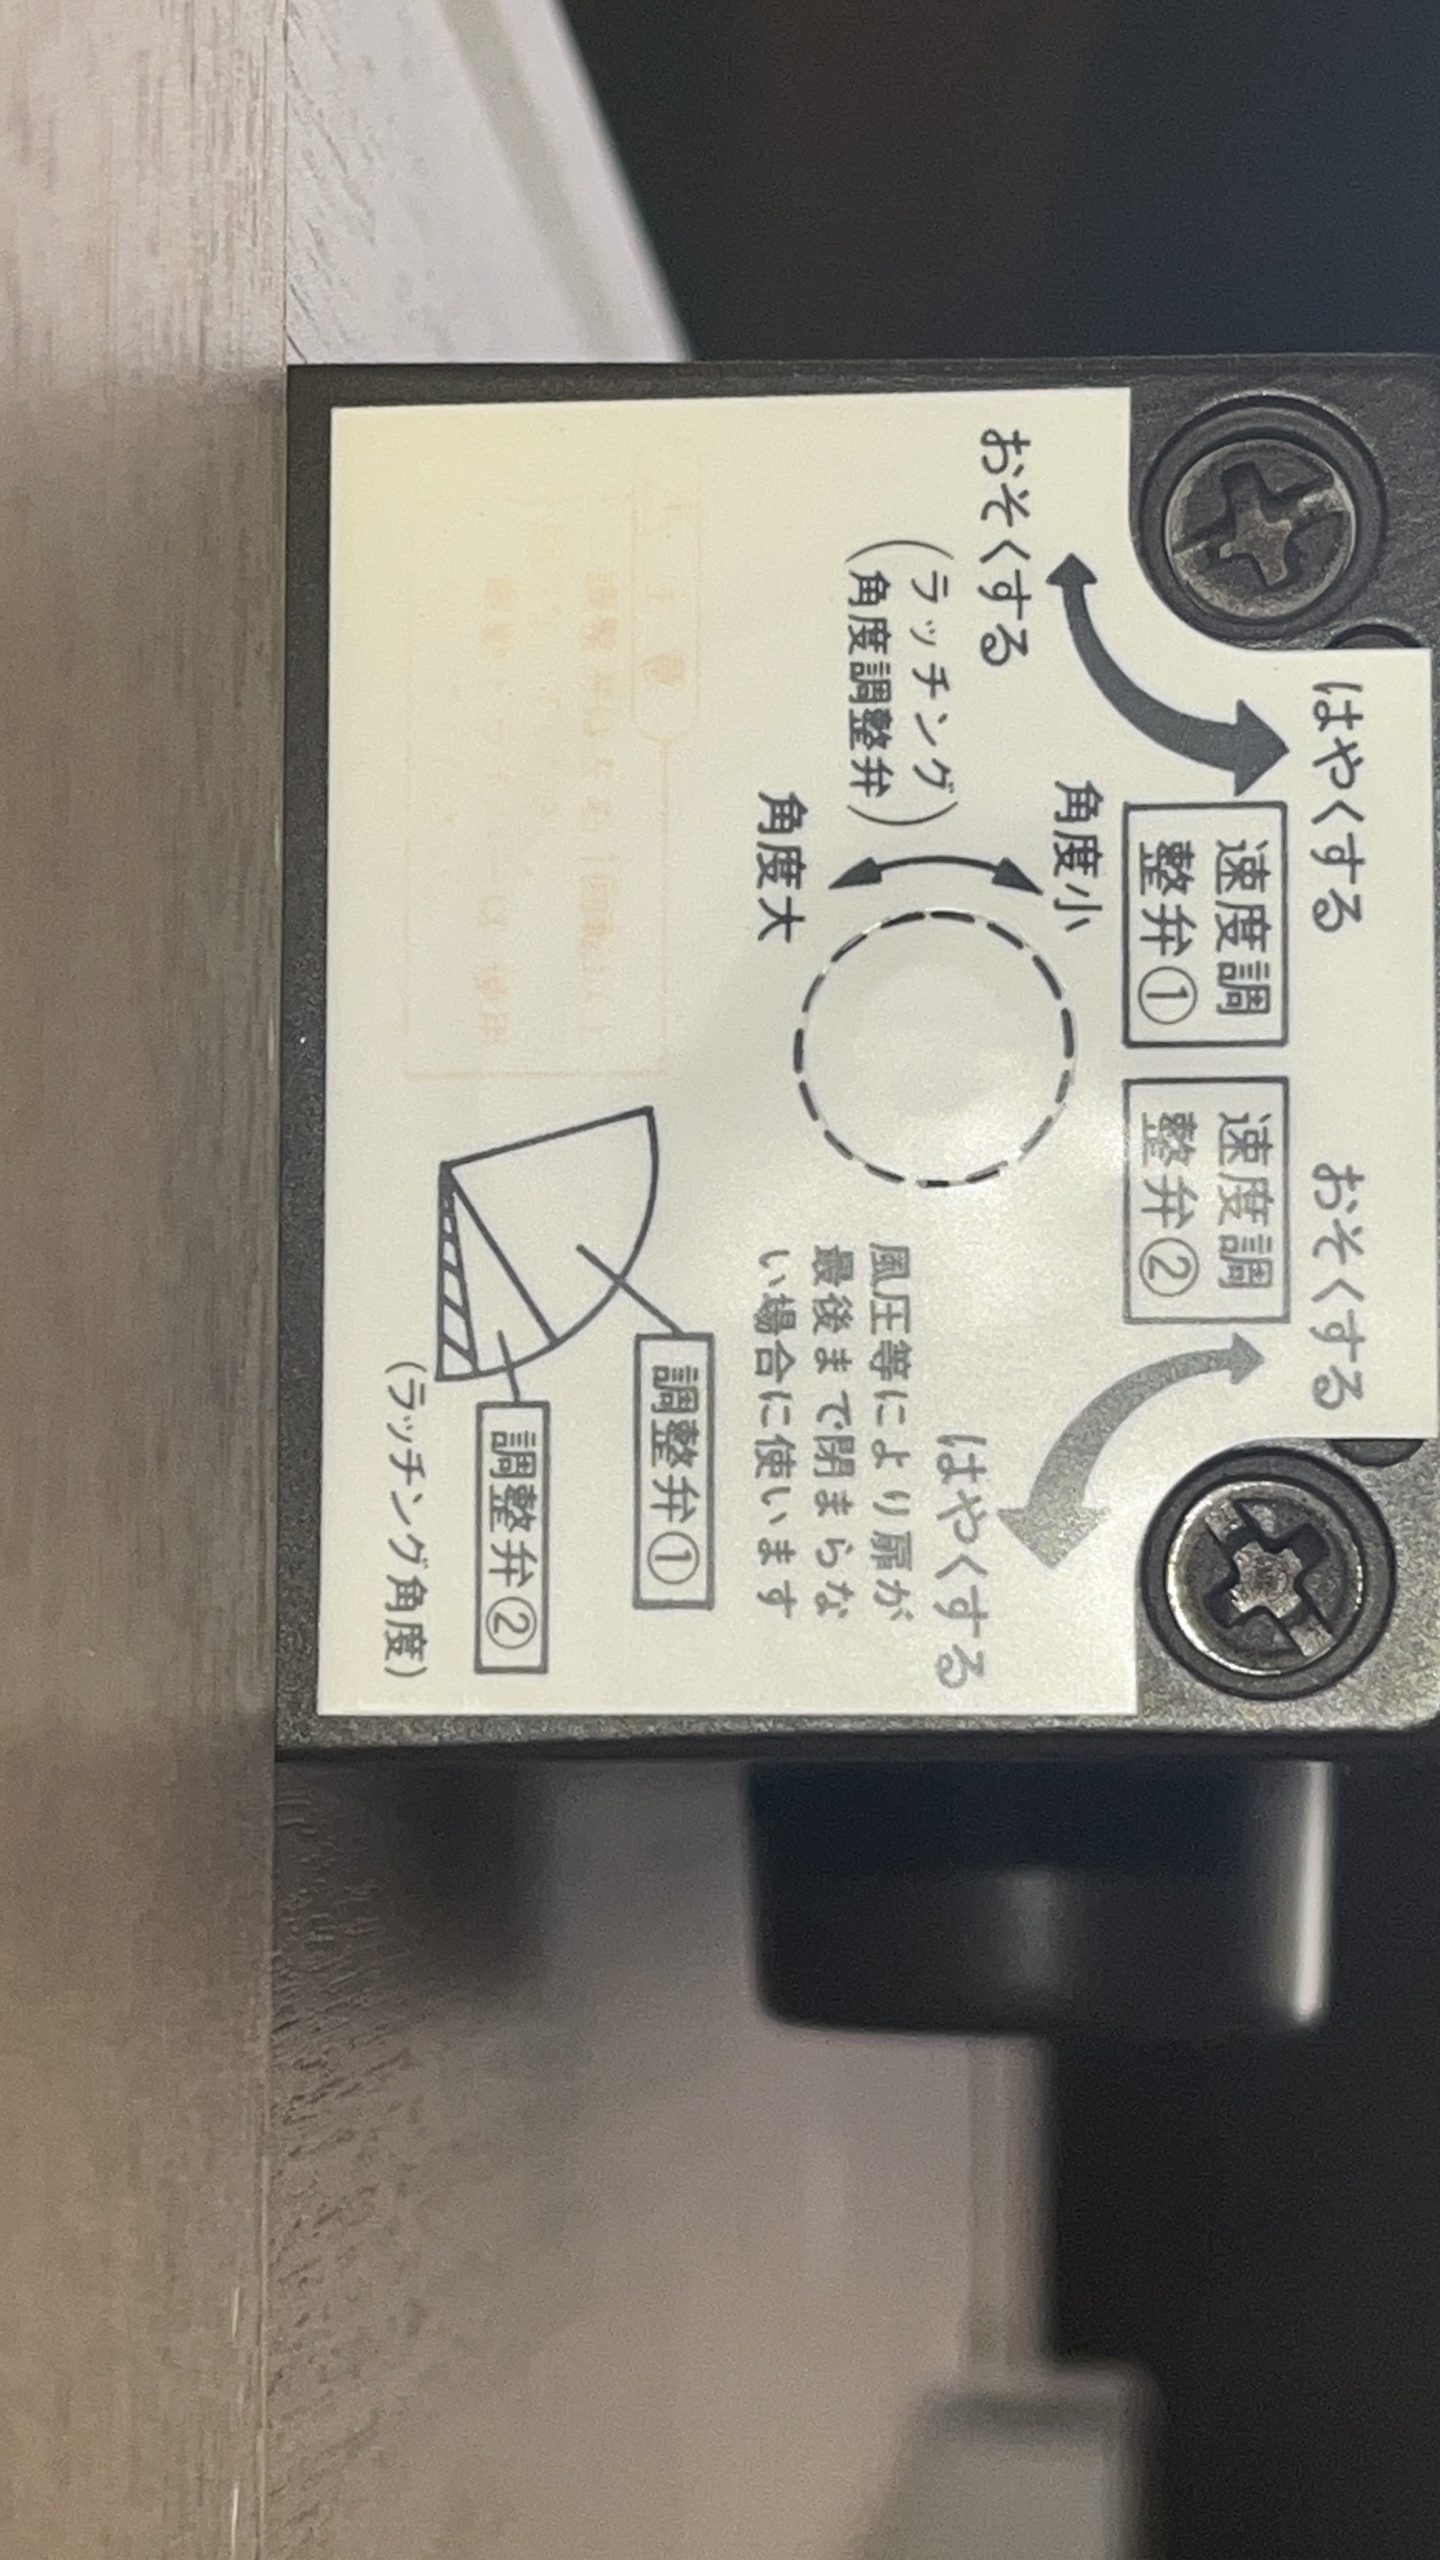 はやくする
おそくする
速度調
整弁①
速度調
整弁②
おそくする
はやくする
角度小
(ラッチング
角度調整弁)
角度大
風圧等により扉が
最後まで閉まらな
い場合に使います
調整弁①
調整弁②
(ラッチング角度)